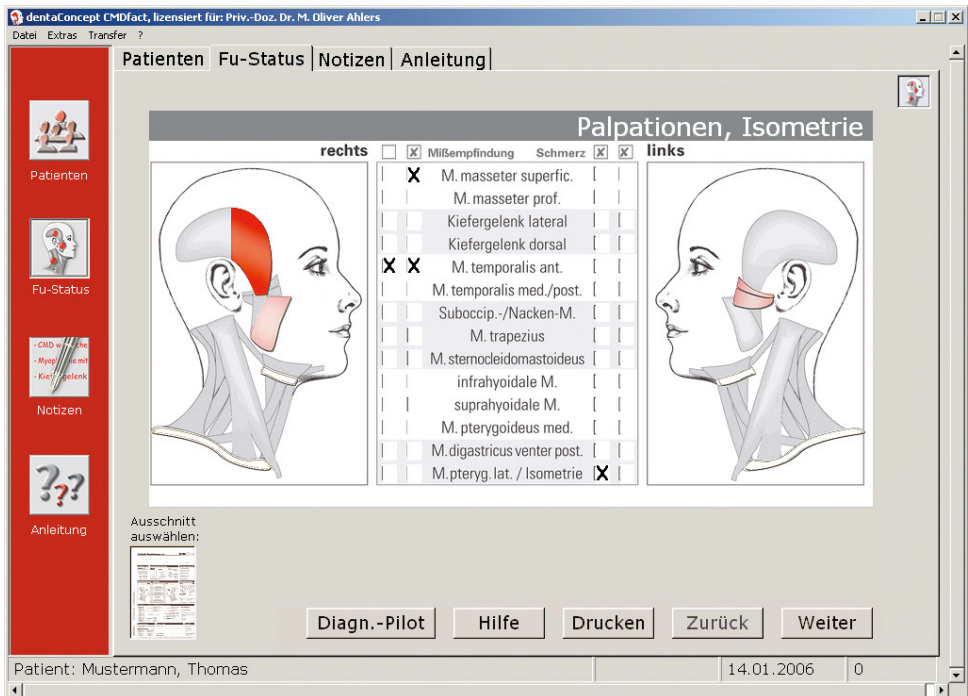 dentaConcept CMDfact, lizensiert für: Priv.-Doz. Dr. M. Oliver Ahlers
Datei Extras Transfer ?
Patienten Fu-Status Notizen Anleitung
Palpationen, Isometrie
rechts Mißempfindung Schmerz links
M. masseter superfic.
M. masseter prof.
Kiefergelenk lateral
Kiefergelenk dorsal
M. temporalis ant.
M. temporalis med./post.
Suboccip.-/Nacken-M.
M. trapezius
M. sternocleidomastoideus
infrahyoidale M.
suprahyoidale M.
M. pterygoideus med.
M. digastricus venter post.
M. pteryg. lat. / Isometrie
Patienten
Fu-Status
Notizen
??? 
Anleitung
Ausschnitt
auswählen:
Diagn.-Pilot Hilfe Drucken Zurück Weiter
Patient: Mustermann, Thomas 14.01.2006 0